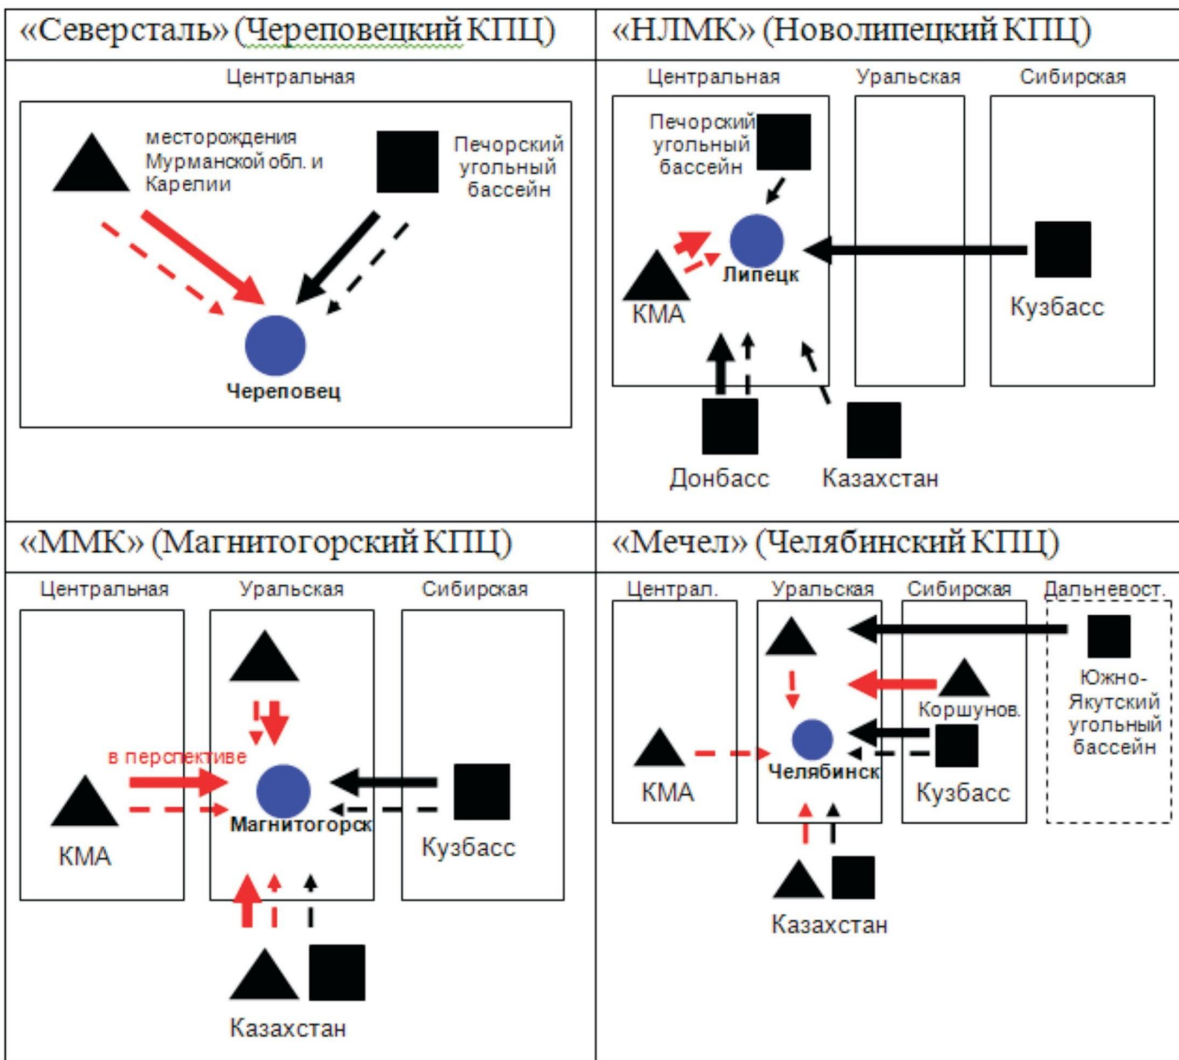 «Северсталь» (Череповецкий КПЦ)
Центральная
месторождения
Мурманской обл. и
Карелии
Печорский
угольный
бассейн
Череповец
«НЛМК» (Новолипецкий КПЦ)
Центральная
Уральская
Сибирская
Печорский
угольный
бассейн
Липецк
КМА
Кузбасс
Донбасс
Казахстан
«ММК» (Магнитогорский КПЦ)
Центральная
Уральская
Сибирская
в перспективе
КМА
Магнитогорск
Кузбасс
Казахстан
«Мечел» (Челябинский КПЦ)
Централ.
Уральская
Сибирская
Дальневост.
Южно-
Якутский
угольный
бассейн
Коршунов.
Челябинск
КМА
Кузбасс
Казахстан